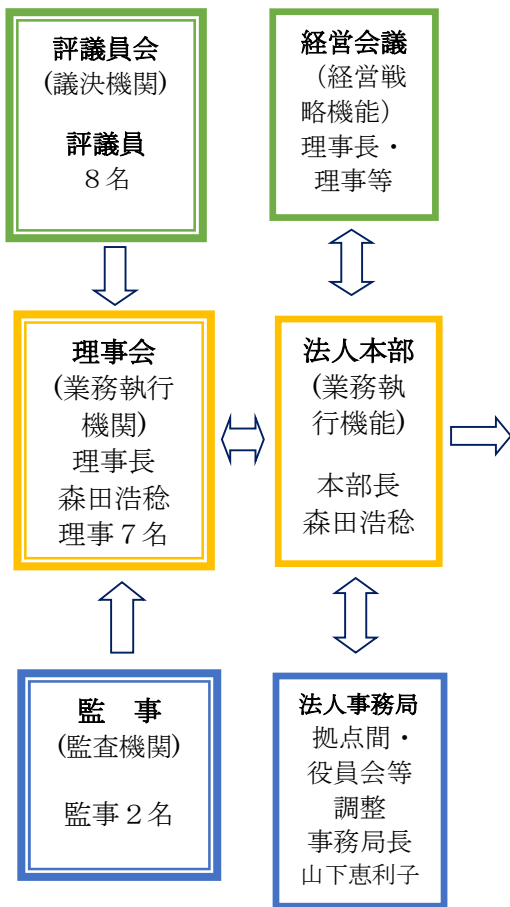 評議員会
(議決機関)
評議員
８名
経営会議
（経営戦
略機能）
理事長・
理事等
理事会
(業務執行
機関)
理事長
森田浩稔
理事７名
法人本部
(業務執
行機能)
本部長
森田浩稔
監　事
(監査機関)
監事２名
法人事務局
拠点間・
役員会等
調整
事務局長
山下恵利子